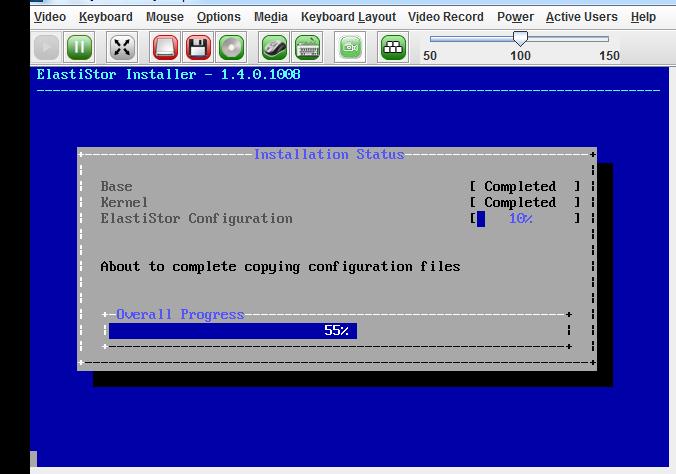 Video Keyboard Mouse Options Media Keyboard Layout Video Record Power Active Users Help
50 100 150
ElastiStor Installer - 1.4.0.1008
Installation Status
Base [ Completed ]
Kernel [ Completed ]
ElastiStor Configuration [ 10% ]
About to complete copying configuration files
Overall Progress
55%